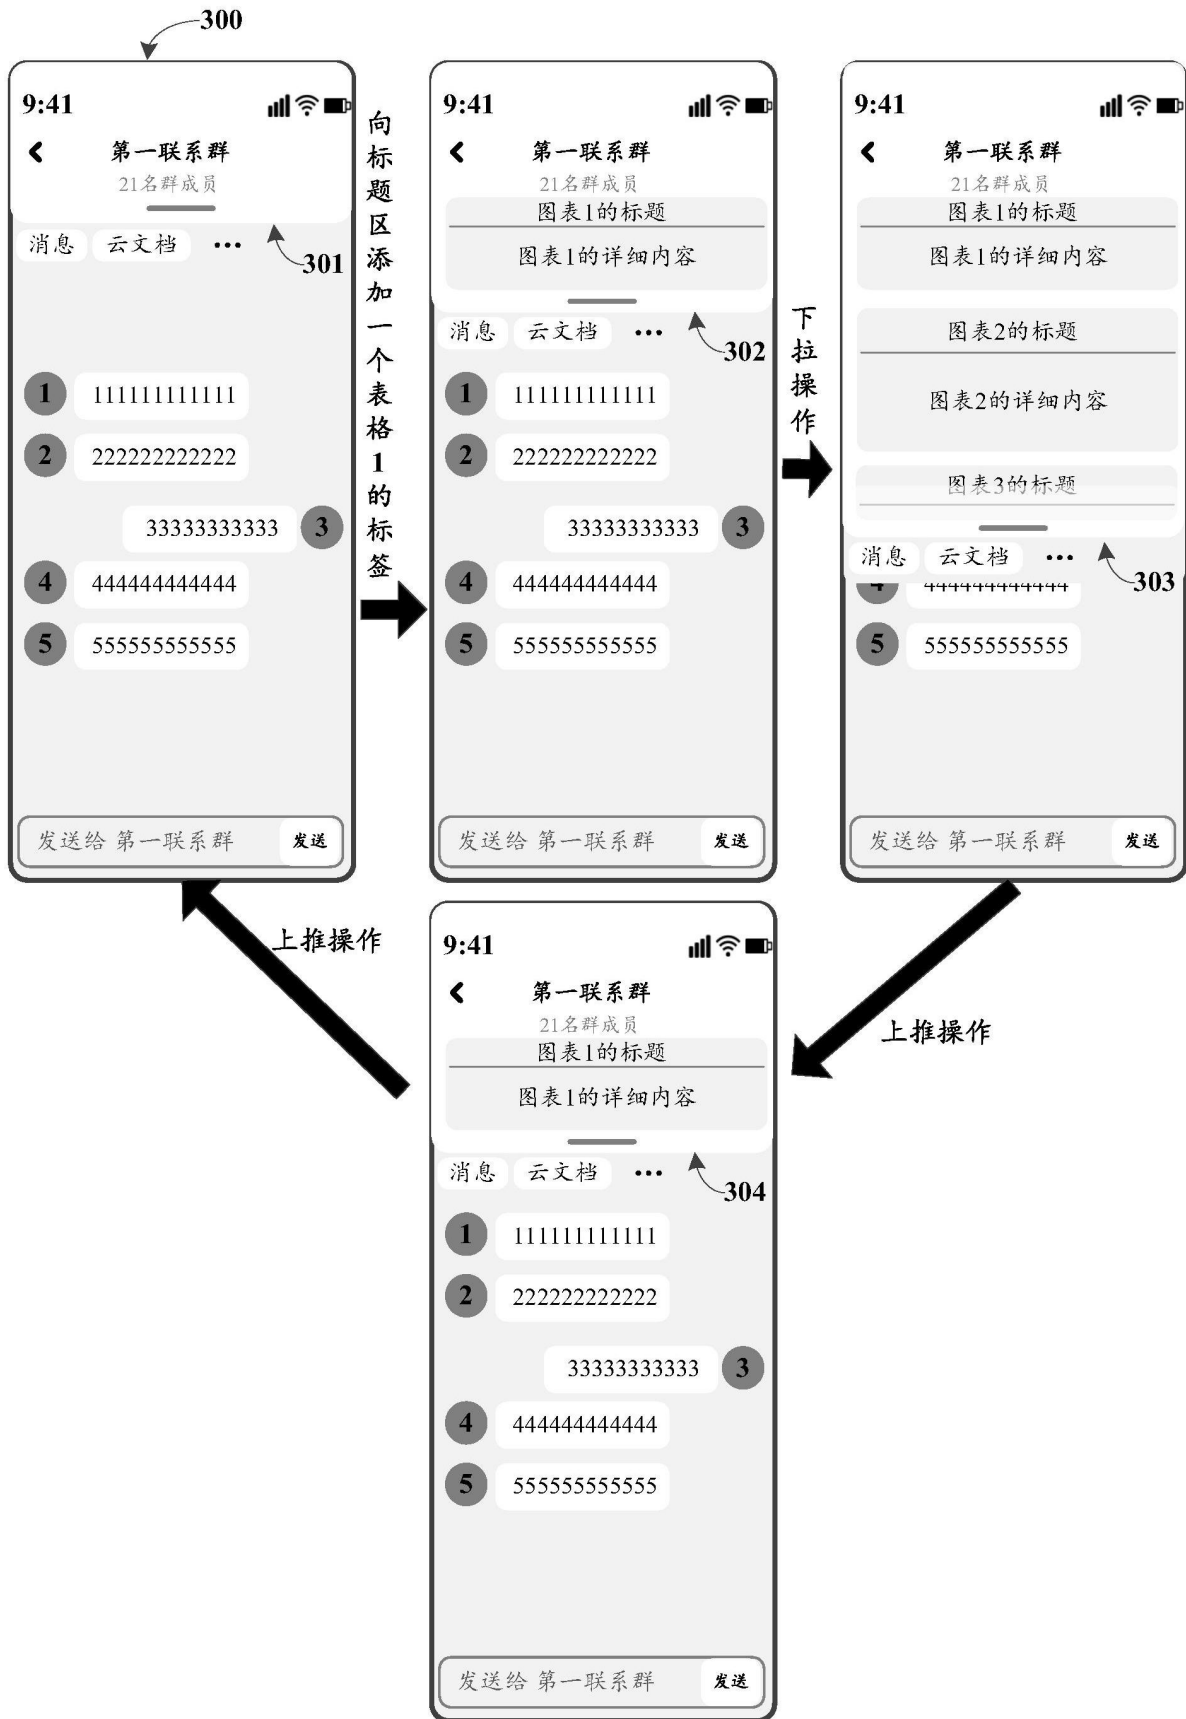 300
9:41
第一联系群
21名群成员
消息 云文档 •••
301
1 111111111111
2 222222222222
33333333333 3
4 444444444444
5 555555555555
发送给 第一联系群 发送
向标题区添加一个表格1的标签
9:41
第一联系群
21名群成员
图表1的标题
图表1的详细内容
消息 云文档 •••
302
1 111111111111
2 222222222222
33333333333 3
4 444444444444
5 555555555555
发送给 第一联系群 发送
下拉操作
9:41
第一联系群
21名群成员
图表1的标题
图表1的详细内容
图表2的标题
图表2的详细内容
图表3的标题
消息 云文档 •••
303
4 444444444444
5 555555555555
发送给 第一联系群 发送
上推操作
上推操作
9:41
第一联系群
21名群成员
图表1的标题
图表1的详细内容
消息 云文档 •••
304
1 111111111111
2 222222222222
33333333333 3
4 444444444444
5 555555555555
发送给 第一联系群 发送